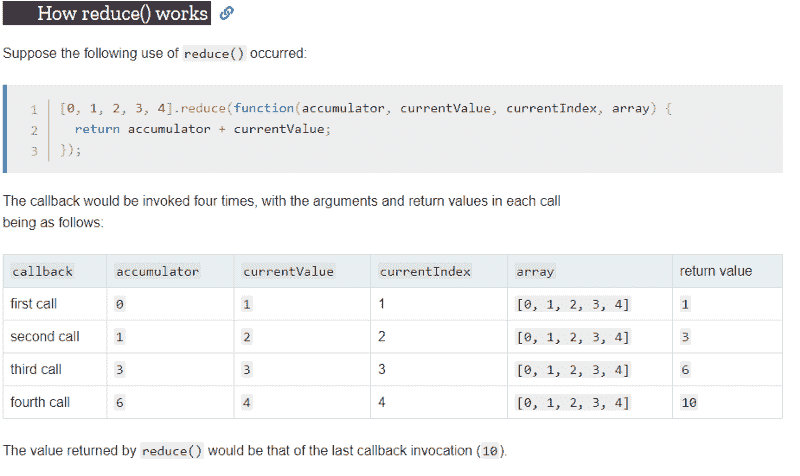 How reduce() works
Suppose the following use of reduce() occurred:
1 [0, 1, 2, 3, 4].reduce(function(accumulator, currentValue, currentIndex, array) {
2 return accumulator + currentValue;
3 });
The callback would be invoked four times, with the arguments and return values in each call
being as follows:
callback accumulator currentValue currentIndex array return value
first call 0 1 1 [0, 1, 2, 3, 4] 1
second call 1 2 2 [0, 1, 2, 3, 4] 3
third call 3 3 3 [0, 1, 2, 3, 4] 6
fourth call 6 4 4 [0, 1, 2, 3, 4] 10
The value returned by reduce() would be that of the last callback invocation (10).